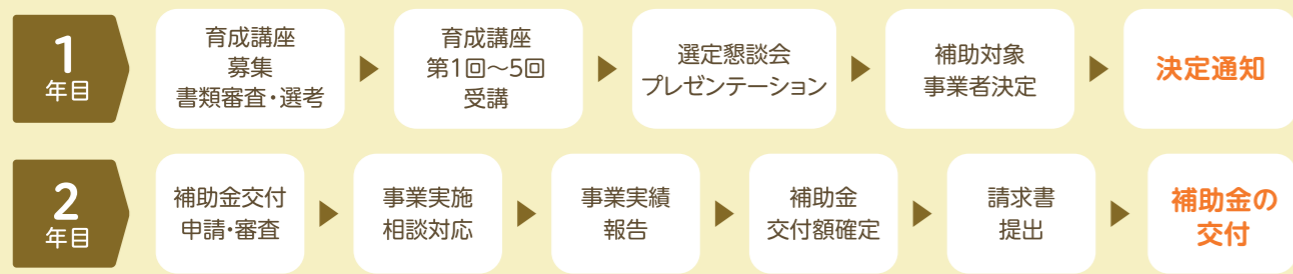 1
年目
育成講座
募集
書類審査・選考
育成講座
第1回〜5回
受講
選定懇談会
プレゼンテーション
補助対象
事業者決定
決定通知
2
年目
補助金交付
申請・審査
事業実施
相談対応
事業実績
報告
補助金
交付額確定
請求書
提出
補助金の
交付